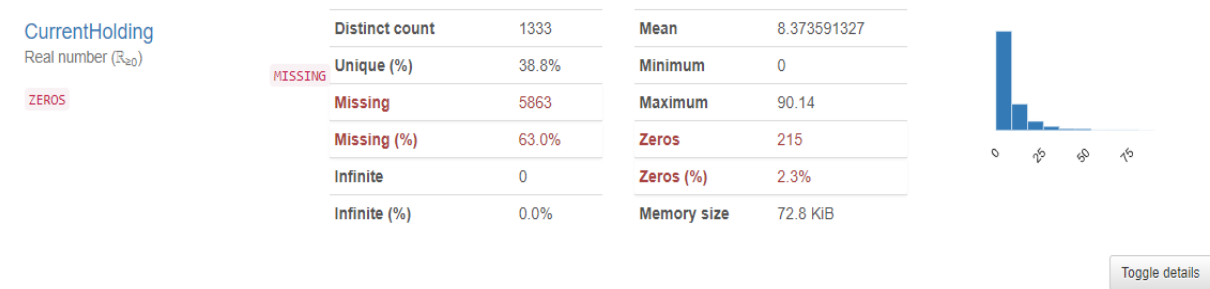 CurrentHolding
Real number (ℝ≥0)
MISSING
ZEROS
Distinct count 1333
Unique (%) 38.8%
Missing 5863
Missing (%) 63.0%
Infinite 0
Infinite (%) 0.0%
Mean 8.373591327
Minimum 0
Maximum 90.14
Zeros 215
Zeros (%) 2.3%
Memory size 72.8 KiB
0 25 50 75
Toggle details